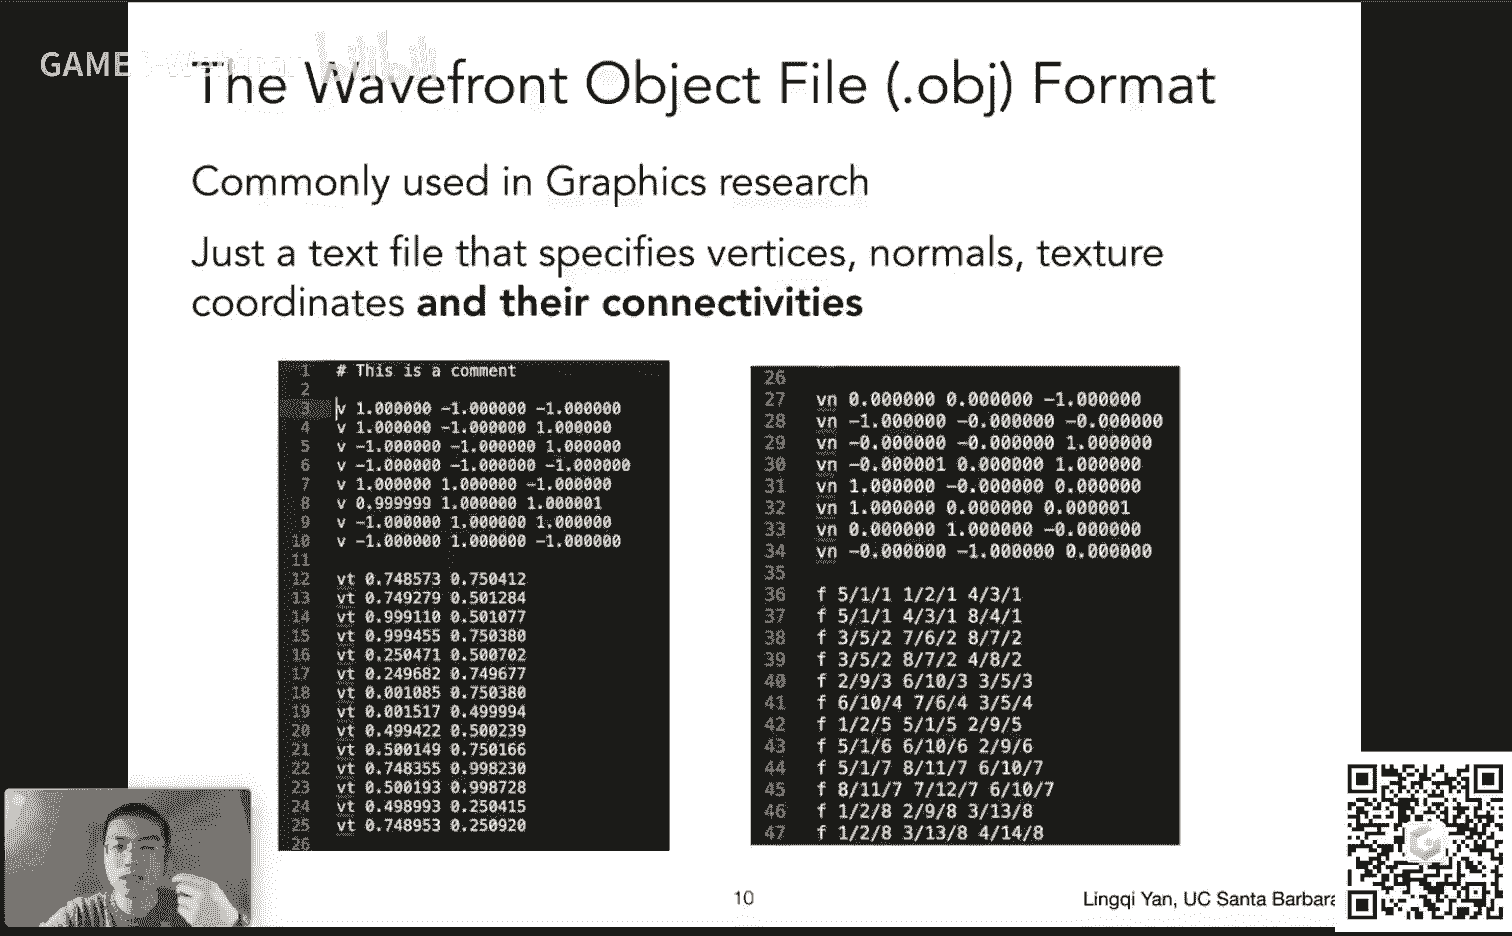 GAMES-Webinar
The Wavefront Object File (.obj) Format
Commonly used in Graphics research
Just a text file that specifies vertices, normals, texture
coordinates and their connectivities
1 # This is a comment
2
3 v 1.000000 -1.000000 -1.000000
4 v 1.000000 -1.000000 1.000000
5 v -1.000000 -1.000000 1.000000
6 v -1.000000 -1.000000 -1.000000
7 v 1.000000 1.000000 -1.000000
8 v 0.999999 1.000000 1.000001
9 v -1.000000 1.000000 1.000000
10 v -1.000000 1.000000 -1.000000
11
12 vt 0.748573 0.750412
13 vt 0.749279 0.501284
14 vt 0.999110 0.501077
15 vt 0.999455 0.750380
16 vt 0.250471 0.500702
17 vt 0.249682 0.749677
18 vt 0.001085 0.750380
19 vt 0.001517 0.499994
20 vt 0.499422 0.500239
21 vt 0.500149 0.750166
22 vt 0.748355 0.998230
23 vt 0.500193 0.998728
24 vt 0.498993 0.250415
25 vt 0.748953 0.250920
26
26
27 vn 0.000000 0.000000 -1.000000
28 vn -1.000000 -0.000000 -0.000000
29 vn -0.000000 -0.000000 1.000000
30 vn -0.000001 0.000000 1.000000
31 vn 1.000000 -0.000000 0.000000
32 vn 1.000000 0.000000 0.000001
33 vn 0.000000 1.000000 -0.000000
34 vn -0.000000 -1.000000 0.000000
35
36 f 5/1/1 1/2/1 4/3/1
37 f 5/1/1 4/3/1 8/4/1
38 f 3/5/2 7/6/2 8/7/2
39 f 3/5/2 8/7/2 4/8/2
40 f 2/9/3 6/10/3 3/5/3
41 f 6/10/4 7/6/4 3/5/4
42 f 1/2/5 5/1/5 2/9/5
43 f 5/1/6 6/10/6 2/9/6
44 f 5/1/7 8/11/7 6/10/7
45 f 8/11/7 7/12/7 6/10/7
46 f 1/2/8 2/9/8 3/13/8
47 f 1/2/8 3/13/8 4/14/8
10
Lingqi Yan, UC Santa Barbara